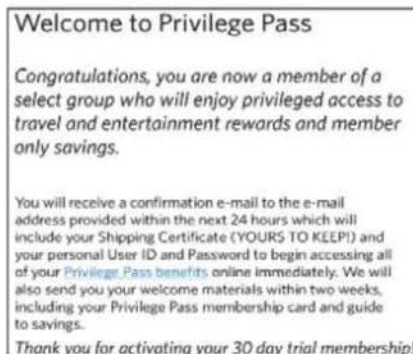 Welcome to Privilege Pass
Congratulations, you are now a member of a
select group who will enjoy privileged access to
travel and entertainment rewards and member
only savings.
You will receive a confirmation e-mail to the e-mail
address provided within the next 24 hours which will
include your Shipping Certificate (YOURS TO KEEP!) and
your personal User ID and Password to begin accessing all
of your Privilege Pass benefits online immediately. We will
also send you your welcome materials within two weeks,
including your Privilege Pass membership card and guide
to savings.
Thank you for activating your 30 day trial membership!